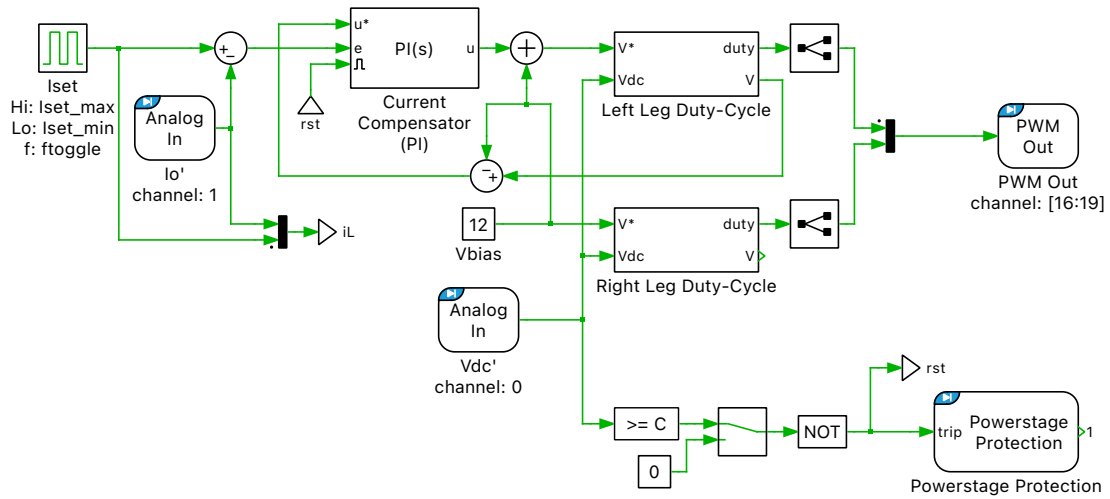 Iset
Hi: Iset_max
Lo: Iset_min
f: ftoggle
+
−
Analog
In
Io'
channel: 1
iL
rst
u*
e
PI(s)
u
Current
Compensator
(PI)
+
−
+
12
Vbias
V*
Vdc
duty
V
Left Leg Duty-Cycle
V*
Vdc
duty
V
Right Leg Duty-Cycle
PWM
Out
PWM Out
channel: [16:19]
Analog
In
Vdc'
channel: 0
>= C
0
NOT
rst
trip
Powerstage
Protection
1
Powerstage Protection